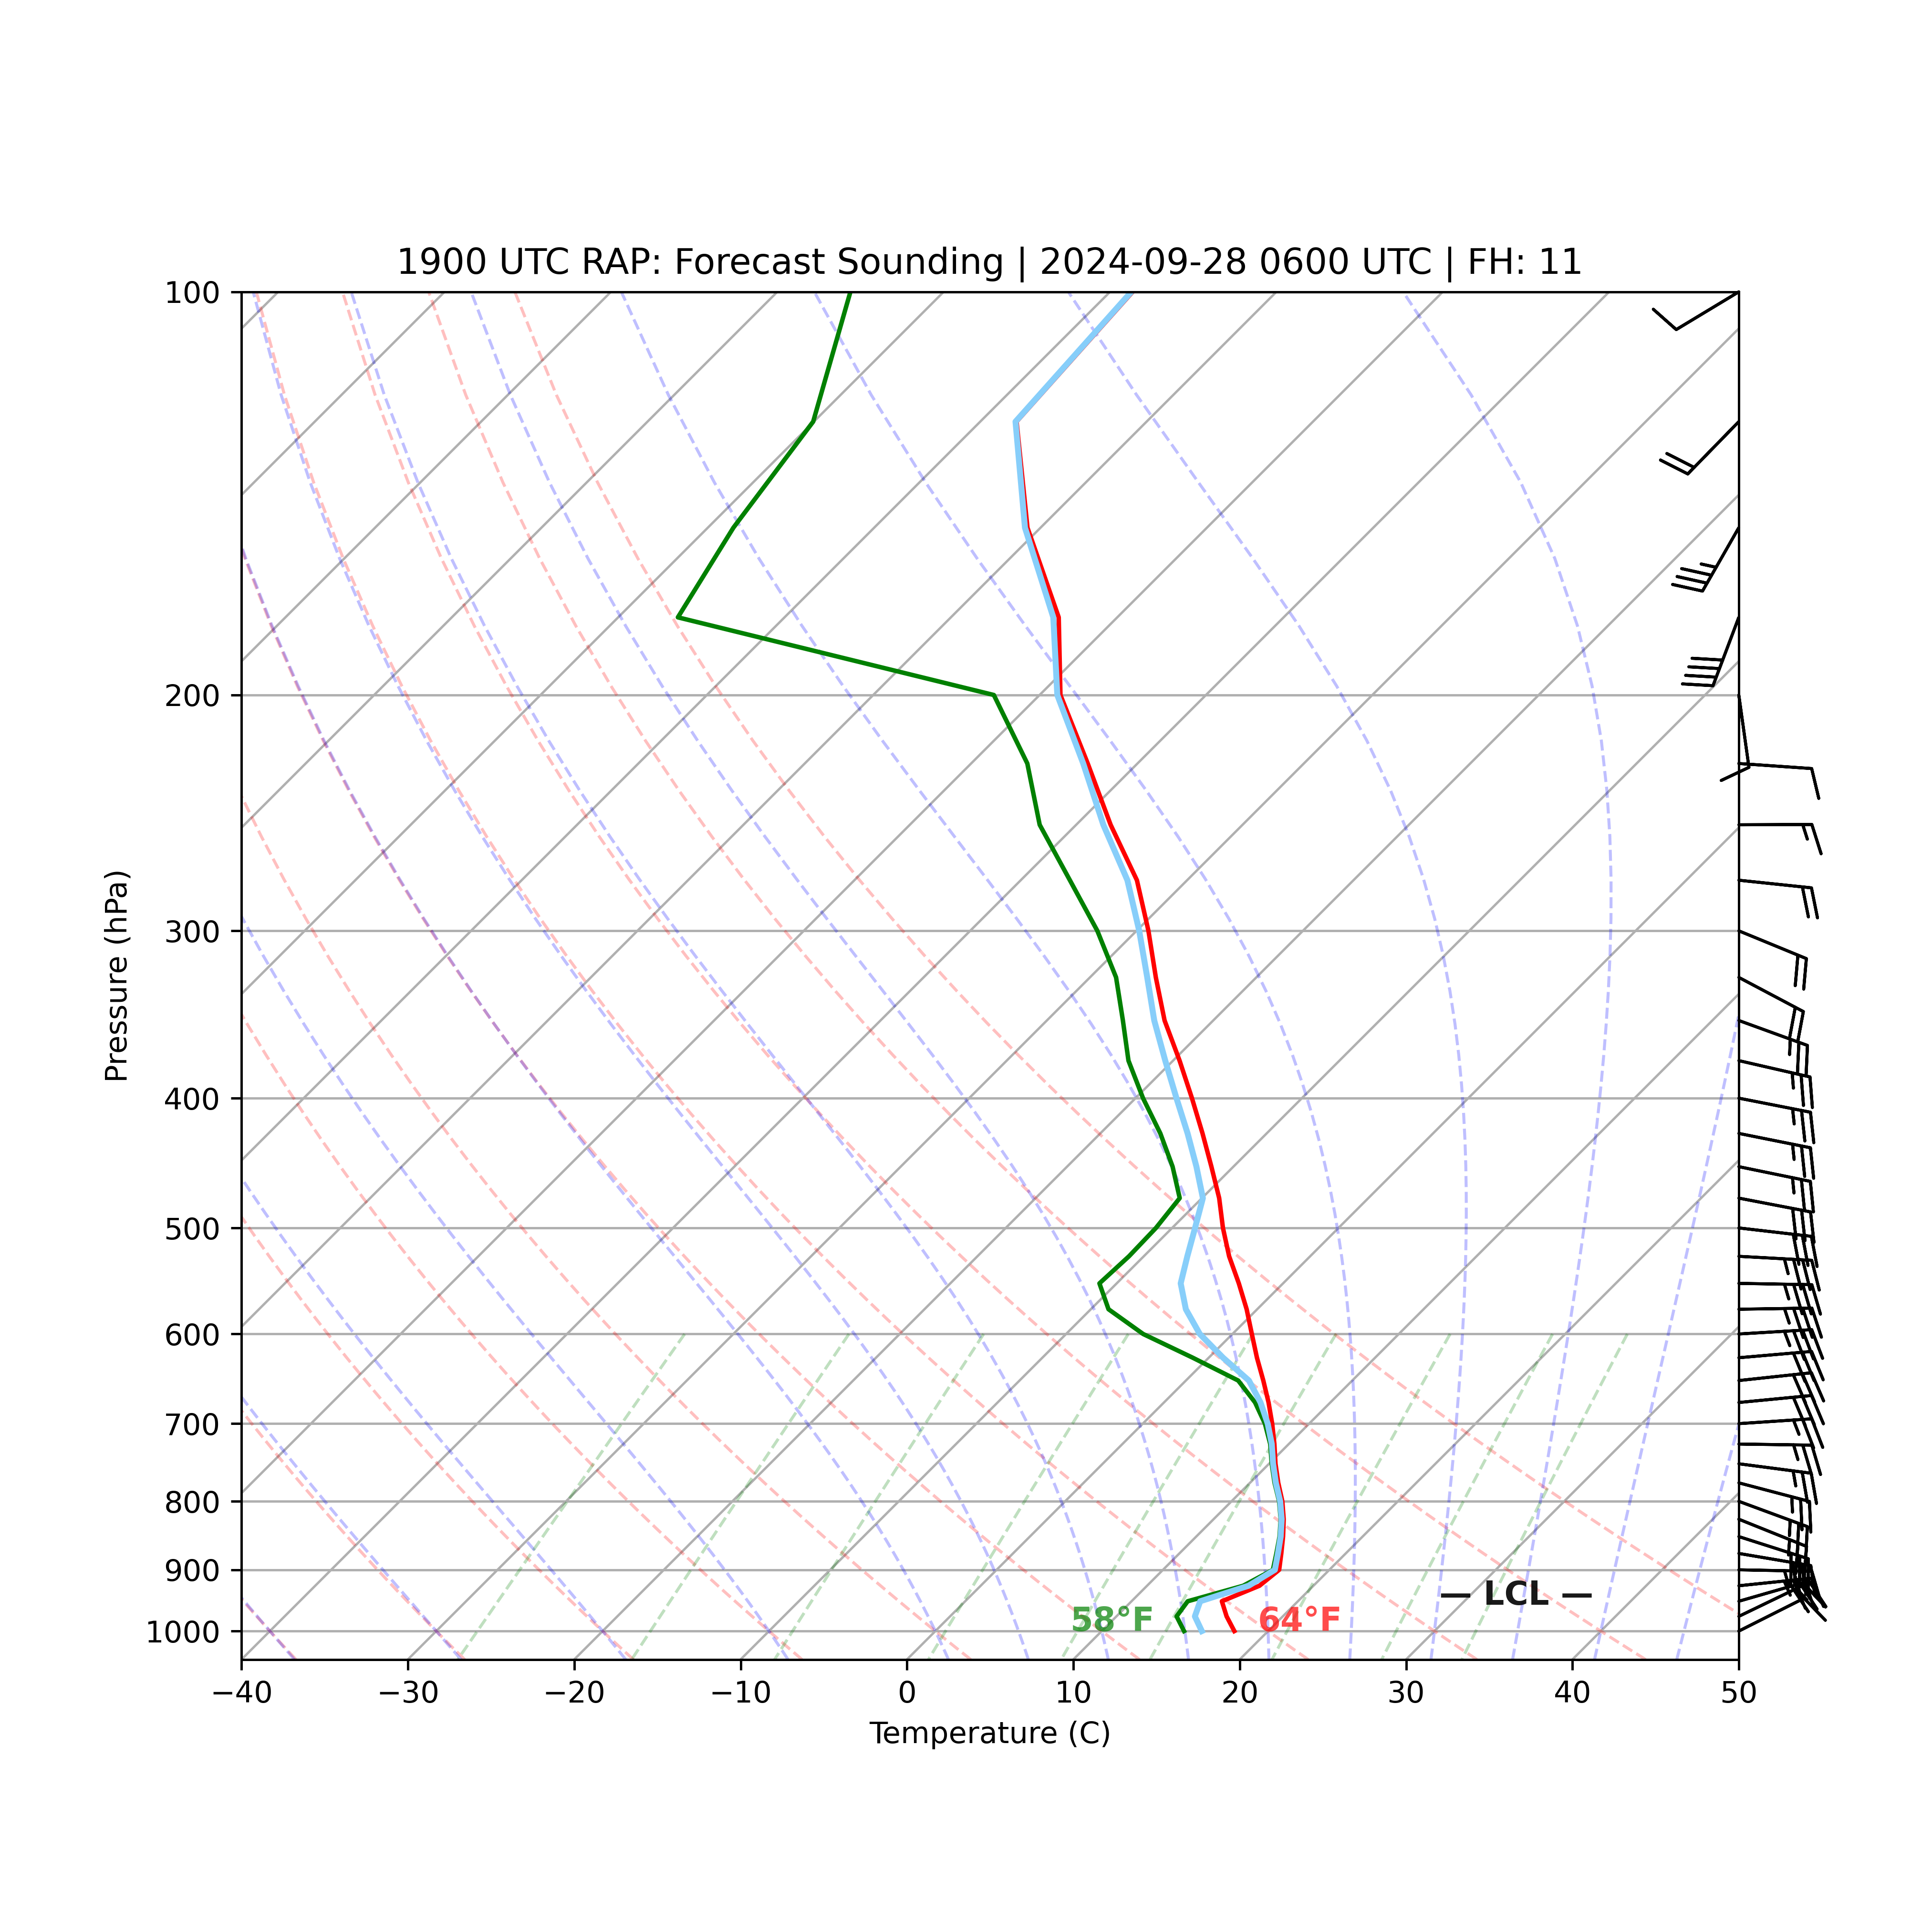 1900 UTC RAP: Forecast Sounding | 2024-09-28 0600 UTC | FH: 11
100
200
300
400
500
600
700
800
900
1000
Pressure (hPa)
— LCL —
58°F
64°F
−40 −30 −20 −10 0 10 20 30 40 50
Temperature (C)